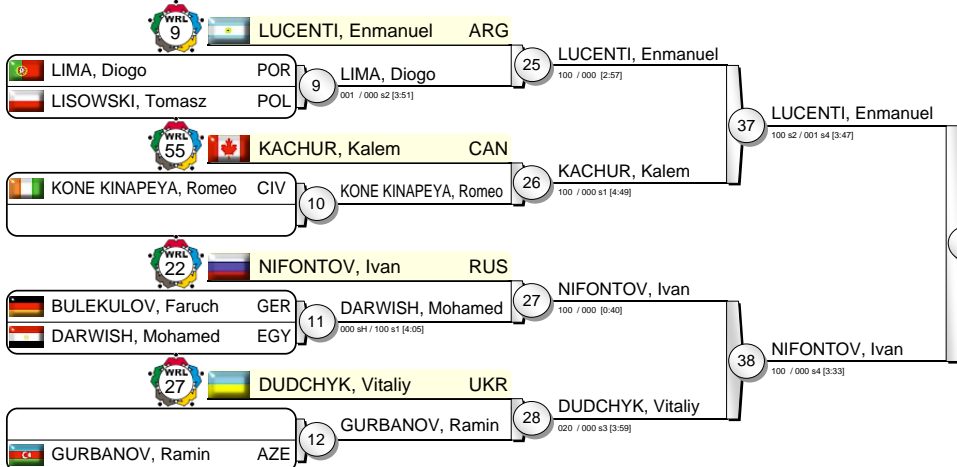 WRL 9 LUCENTI, Enmanuel ARG
LIMA, Diogo POR
LISOWSKI, Tomasz POL
9 LIMA, Diogo
001 / 000 s2 [3:51]
25 LUCENTI, Enmanuel
100 / 000 [2:57]
WRL 55 KACHUR, Kalem CAN
KONE KINAPEYA, Romeo CIV
10 KONE KINAPEYA, Romeo
26 KACHUR, Kalem
100 / 000 s1 [4:49]
37 LUCENTI, Enmanuel
100 s2 / 001 s4 [3:47]
WRL 22 NIFONTOV, Ivan RUS
BULEKULOV, Faruch GER
DARWISH, Mohamed EGY
11 DARWISH, Mohamed
000 sH / 100 s1 [4:05]
27 NIFONTOV, Ivan
100 / 000 [0:40]
WRL 27 DUDCHYK, Vitaliy UKR
GURBANOV, Ramin AZE
12 GURBANOV, Ramin
28 DUDCHYK, Vitaliy
020 / 000 s3 [3:59]
38 NIFONTOV, Ivan
100 / 000 s4 [3:33]